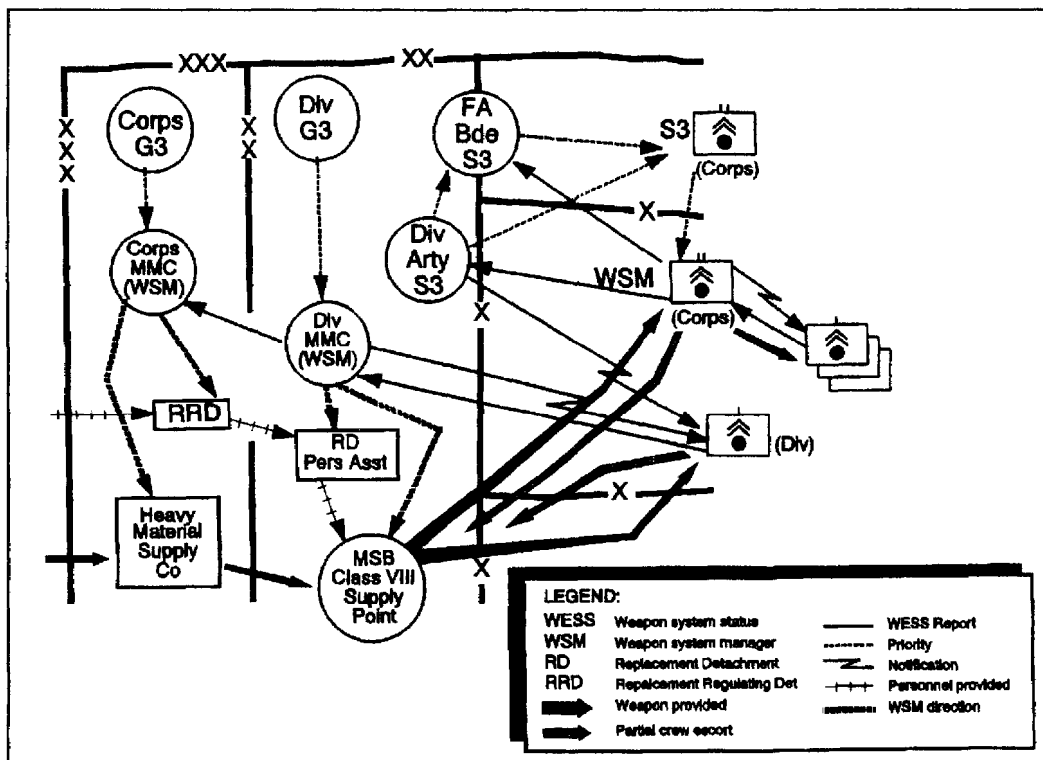 XXX
XX
X
X
X
X
X
Corps
G3
Div
G3
FA
Bde
S3
S3
(Corps)
X
Div
Arty
S3
Corps
MMC
(WSM)
WSM
(Corps)
X
Div
MMC
(WSM)
RRD
RD
Pers Asst
(Div)
X
Heavy
Material
Supply
Co
MSB
Class VIII
Supply
Point
X
LEGEND:
WESS Weapon system status
WSM Weapon system manager
RD Replacement Detachment
RRD Repalcement Regulating Det
Weapon provided
Partial crew escort
WESS Report
Priority
Notification
Personnel provided
WSM direction